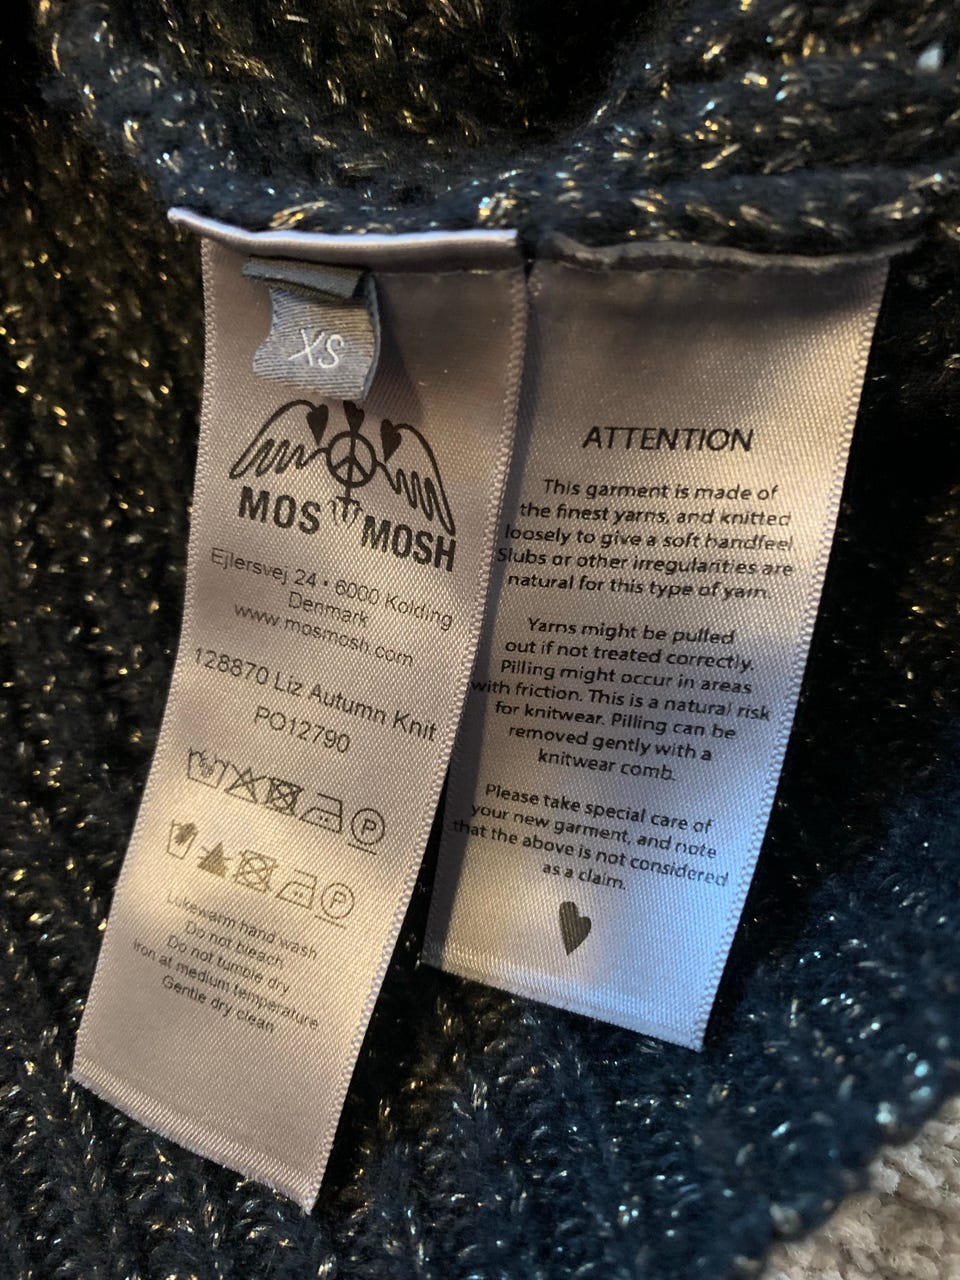 XS
MOS MOSH
Ejlersvej 24 • 6000 Kolding
Denmark
www.mosmosh.com
128870 Liz Autumn Knit
PO12790
P
P
Lukewarm hand wash
Do not bleach
Do not tumble dry
Iron at medium temperature
Gentle dry clean
ATTENTION
This garment is made of
the finest yarns, and knitted
loosely to give a soft handfeel
Slubs or other irregularities are
natural for this type of yarn.
Yarns might be pulled
out if not treated correctly.
Pilling might occur in areas
with friction. This is a natural risk
for knitwear. Pilling can be
removed gently with a
knitwear comb.
Please take special care of
your new garment, and note
that the above is not considered
as a claim.